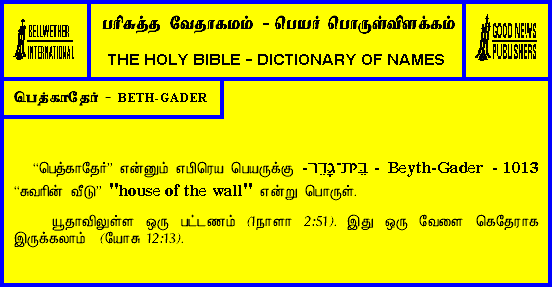 BELLWETHER
INTERNATIONAL
பரிசுத்த வேதாகமம் - பெயர் பொருள்விளக்கம்
THE HOLY BIBLE - DICTIONARY OF NAMES
GOOD NEWS
PUBLISHERS
பெத்காதேர் - BETH-GADER
“பெத்காதேர்” என்னும் எபிரெய பெயருக்கு -בֵּית־גָּדֵר - Beyth-Gader - 1013
“சுவரின் வீடு” "house of the wall" என்று பொருள்.
யூதாவிலுள்ள ஒரு பட்டணம் (1நாளா 2:51). இது ஒரு வேளை கெதேராக
இருக்கலாம் (யோசு 12:13).